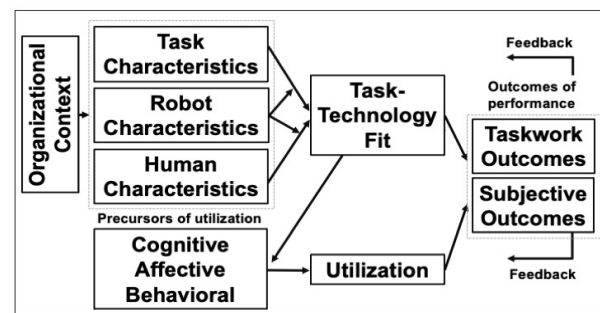 Organizational
Context
Task
Characteristics
Robot
Characteristics
Human
Characteristics
Precursors of utilization
Cognitive
Affective
Behavioral
Task-
Technology
Fit
Utilization
Feedback
Outcomes of
performance
Taskwork
Outcomes
Subjective
Outcomes
Feedback